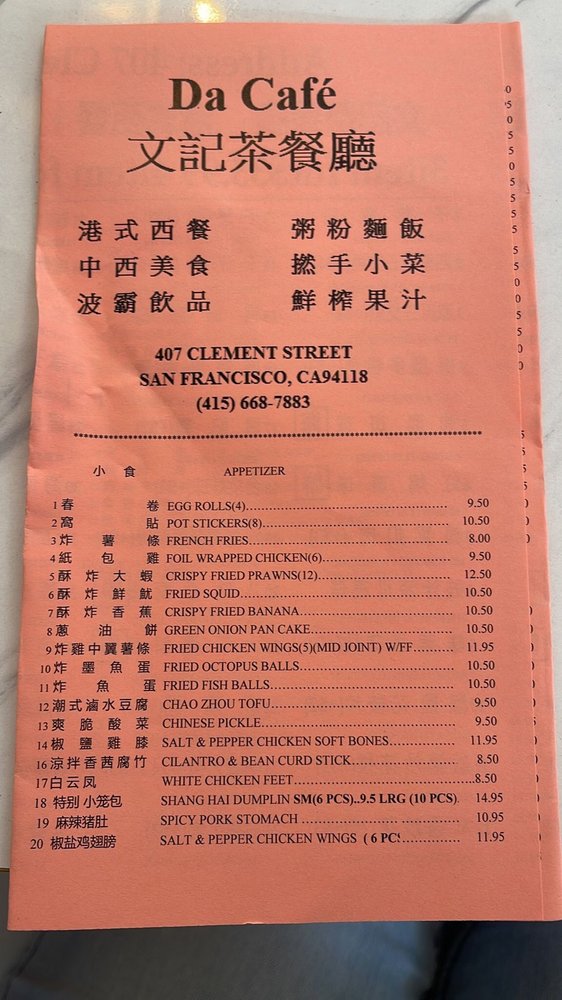 Da Café
文記茶餐廳
港式西餐 粥粉麵飯
中西美食 撚手小菜
波霸飲品 鮮榨果汁
407 CLEMENT STREET
SAN FRANCISCO, CA94118
(415) 668-7883
小食 APPETIZER
1 春卷 EGG ROLLS(4) 9.50
2 窩貼 POT STICKERS(8) 10.50
3 炸薯條 FRENCH FRIES 8.00
4 紙包雞 FOIL WRAPPED CHICKEN(6) 9.50
5 酥炸大蝦 CRISPY FRIED PRAWNS(12) 12.50
6 酥炸鮮魷 FRIED SQUID 10.50
7 酥炸香蕉 CRISPY FRIED BANANA 10.50
8 蔥油餅 GREEN ONION PAN CAKE 10.50
9 炸雞中翼薯條 FRIED CHICKEN WINGS(5)(MID JOINT) W/FF 11.95
10 炸墨魚蛋 FRIED OCTOPUS BALLS 10.50
11 炸魚蛋 FRIED FISH BALLS 10.50
12 潮式滷水豆腐 CHAO ZHOU TOFU 9.50
13 爽脆酸菜 CHINESE PICKLE 9.50
14 椒鹽雞膝 SALT & PEPPER CHICKEN SOFT BONES 11.95
16 涼拌香茜腐竹 CILANTRO & BEAN CURD STICK 8.50
17 白云凤 WHITE CHICKEN FEET 8.50
18 特别小笼包 SHANG HAI DUMPLIN SM(6 PCS)..9.5 LRG (10 PCS). 14.95
19 麻辣猪肚 SPICY PORK STOMACH 10.95
20 椒盐鸡翅膀 SALT & PEPPER CHICKEN WINGS ( 6 PCS 11.95